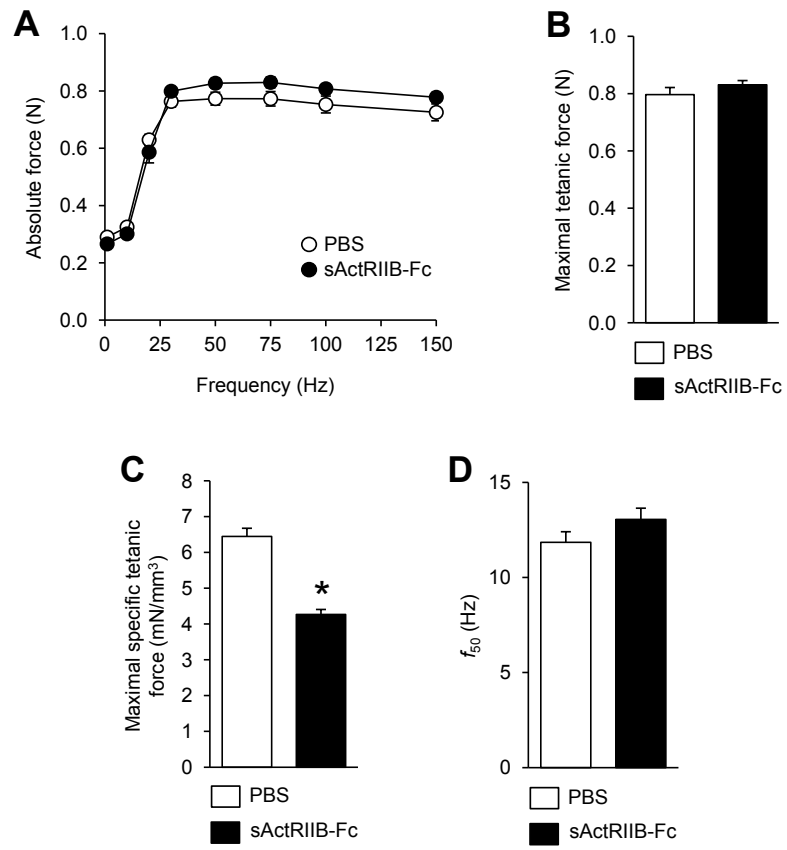 A
Absolute force (N)
1.0
0.8
0.6
0.4
0.2
0.0
0 25 50 75 100 125 150
Frequency (Hz)
PBS
sActRIIB-Fc
B
Maximal tetanic force (N)
1.0
0.8
0.6
0.4
0.2
0.0
PBS
sActRIIB-Fc
C
Maximal specific tetanic
force (mN/mm³)
8
7
6
5
4
3
2
1
0
*
PBS
sActRIIB-Fc
D
f₅₀ (Hz)
15
10
5
0
PBS
sActRIIB-Fc